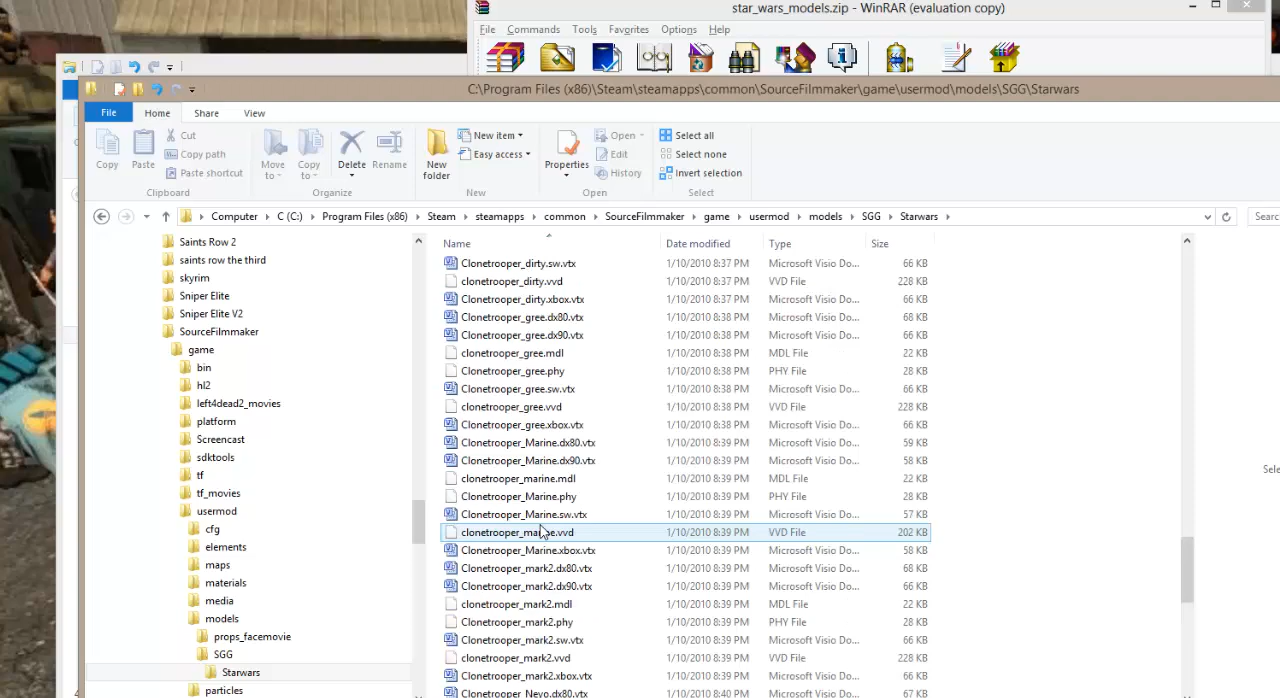 star_wars_models.zip - WinRAR (evaluation copy)
File Commands Tools Favorites Options Help
C:\Program Files (x86)\Steam\steamapps\common\SourceFilmmaker\game\usermod\models\SGG\Starwars
File Home Share View
Copy
Paste
Cut
Copy path
Paste shortcut
Clipboard
Move to
Copy to
Delete
Rename
Organize
New folder
New item
Easy access
New
Properties
Open
Edit
History
Open
Select all
Select none
Invert selection
Select
Computer C (C:) Program Files (x86) Steam steamapps common SourceFilmmaker game usermod models SGG Starwars
Sear
Saints Row 2
saints row the third
skyrim
Sniper Elite
Sniper Elite V2
SourceFilmmaker
game
bin
hl2
left4dead2_movies
platform
Screencast
sdktools
tf
tf_movies
usermod
cfg
elements
maps
materials
media
models
props_facemovie
SGG
Starwars
particles
Name Date modified Type Size
Clonetrooper_dirty.sw.vtx 1/10/2010 8:37 PM Microsoft Visio Do... 66 KB
clonetrooper_dirty.vvd 1/10/2010 8:37 PM VVD File 228 KB
Clonetrooper_dirty.xbox.vtx 1/10/2010 8:37 PM Microsoft Visio Do... 66 KB
Clonetrooper_gree.dx80.vtx 1/10/2010 8:38 PM Microsoft Visio Do... 68 KB
Clonetrooper_gree.dx90.vtx 1/10/2010 8:38 PM Microsoft Visio Do... 66 KB
clonetrooper_gree.mdl 1/10/2010 8:38 PM MDL File 22 KB
Clonetrooper_gree.phy 1/10/2010 8:38 PM PHY File 28 KB
Clonetrooper_gree.sw.vtx 1/10/2010 8:38 PM Microsoft Visio Do... 66 KB
clonetrooper_gree.vvd 1/10/2010 8:38 PM VVD File 228 KB
Clonetrooper_gree.xbox.vtx 1/10/2010 8:38 PM Microsoft Visio Do... 66 KB
Clonetrooper_Marine.dx80.vtx 1/10/2010 8:39 PM Microsoft Visio Do... 59 KB
Clonetrooper_Marine.dx90.vtx 1/10/2010 8:39 PM Microsoft Visio Do... 58 KB
clonetrooper_marine.mdl 1/10/2010 8:39 PM MDL File 22 KB
Clonetrooper_Marine.phy 1/10/2010 8:39 PM PHY File 28 KB
Clonetrooper_Marine.sw.vtx 1/10/2010 8:39 PM Microsoft Visio Do... 57 KB
clonetrooper_marine.vvd 1/10/2010 8:39 PM VVD File 202 KB
Clonetrooper_Marine.xbox.vtx 1/10/2010 8:39 PM Microsoft Visio Do... 58 KB
Clonetrooper_mark2.dx80.vtx 1/10/2010 8:39 PM Microsoft Visio Do... 68 KB
Clonetrooper_mark2.dx90.vtx 1/10/2010 8:39 PM Microsoft Visio Do... 66 KB
clonetrooper_mark2.mdl 1/10/2010 8:39 PM MDL File 22 KB
Clonetrooper_mark2.phy 1/10/2010 8:39 PM PHY File 28 KB
Clonetrooper_mark2.sw.vtx 1/10/2010 8:39 PM Microsoft Visio Do... 66 KB
clonetrooper_mark2.vvd 1/10/2010 8:39 PM VVD File 228 KB
Clonetrooper_mark2.xbox.vtx 1/10/2010 8:39 PM Microsoft Visio Do... 66 KB
Clonetrooper_Neyo.dx80.vtx 1/10/2010 8:40 PM Microsoft Visio Do... 67 KB
Sele